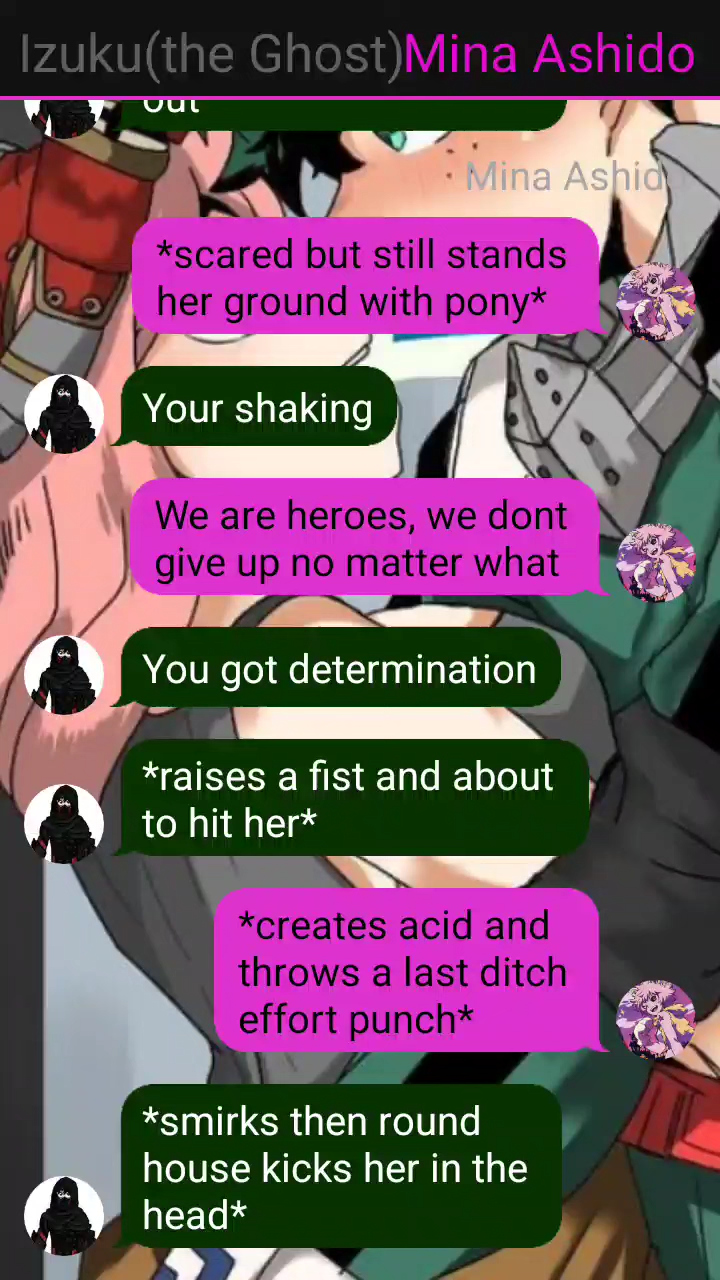 Izuku(the Ghost)Mina Ashido
out
Mina Ashid
*scared but still stands
her ground with pony*
Your shaking
We are heroes, we dont
give up no matter what
You got determination
*raises a fist and about
to hit her*
*creates acid and
throws a last ditch
effort punch*
*smirks then round
house kicks her in the
head*